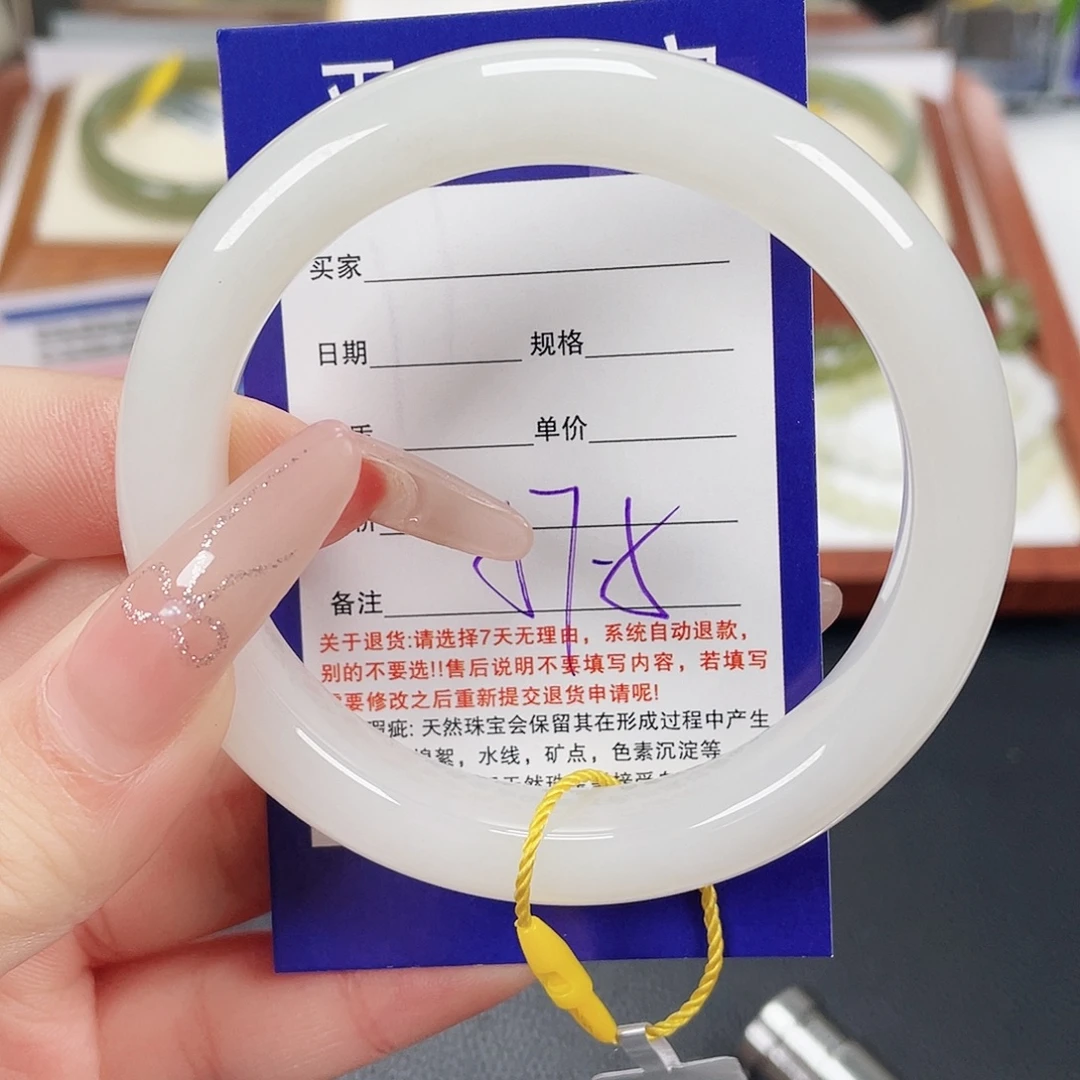 买家
日期 规格
单价
备注
关于退货:请选择7天无理由，系统自动退款，
别的不要选!!售后说明不要填写内容，若填写
要修改之后重新提交退货申请呢!
瑕疵: 天然珠宝会保留其在形成过程中产生
棉絮，水线，矿点，色素沉淀等